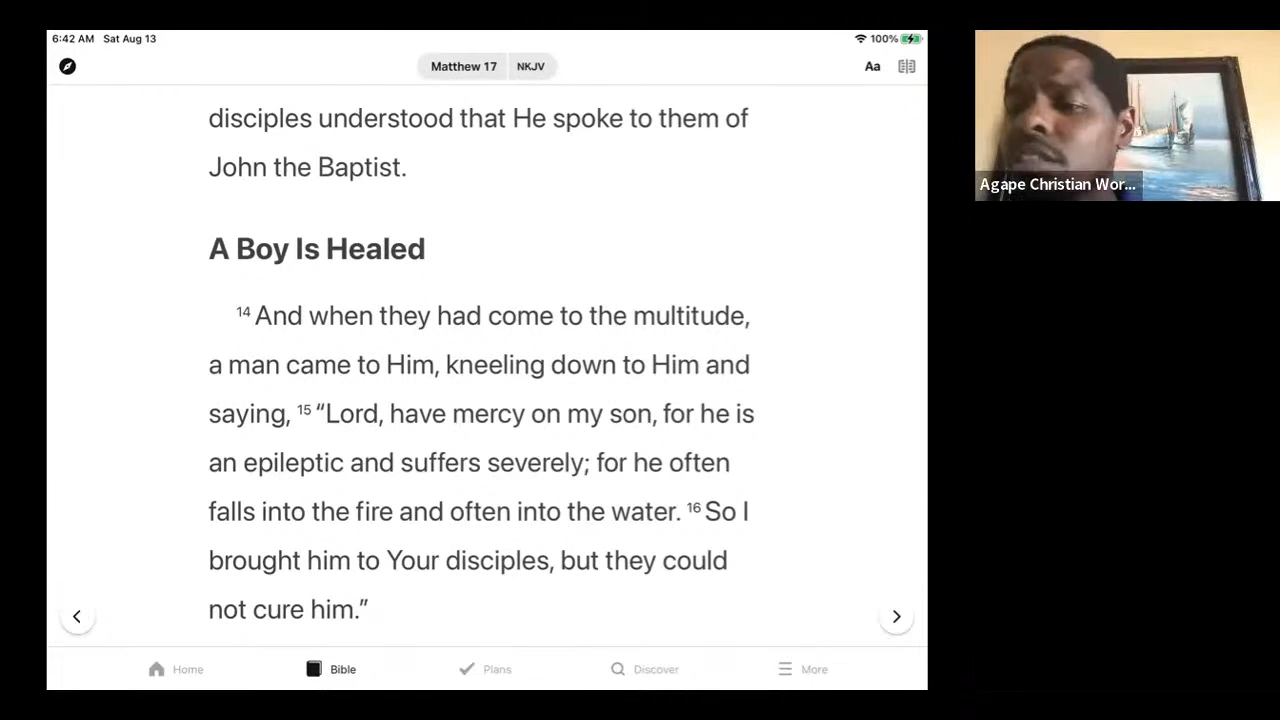 6:42 AM Sat Aug 13
100%
Matthew 17 NKJV
Aa
disciples understood that He spoke to them of
John the Baptist.
A Boy Is Healed
14 And when they had come to the multitude,
a man came to Him, kneeling down to Him and
saying, 15 “Lord, have mercy on my son, for he is
an epileptic and suffers severely; for he often
falls into the fire and often into the water. 16 So I
brought him to Your disciples, but they could
not cure him.”
Home Bible Plans Discover More
Agape Christian Wor...